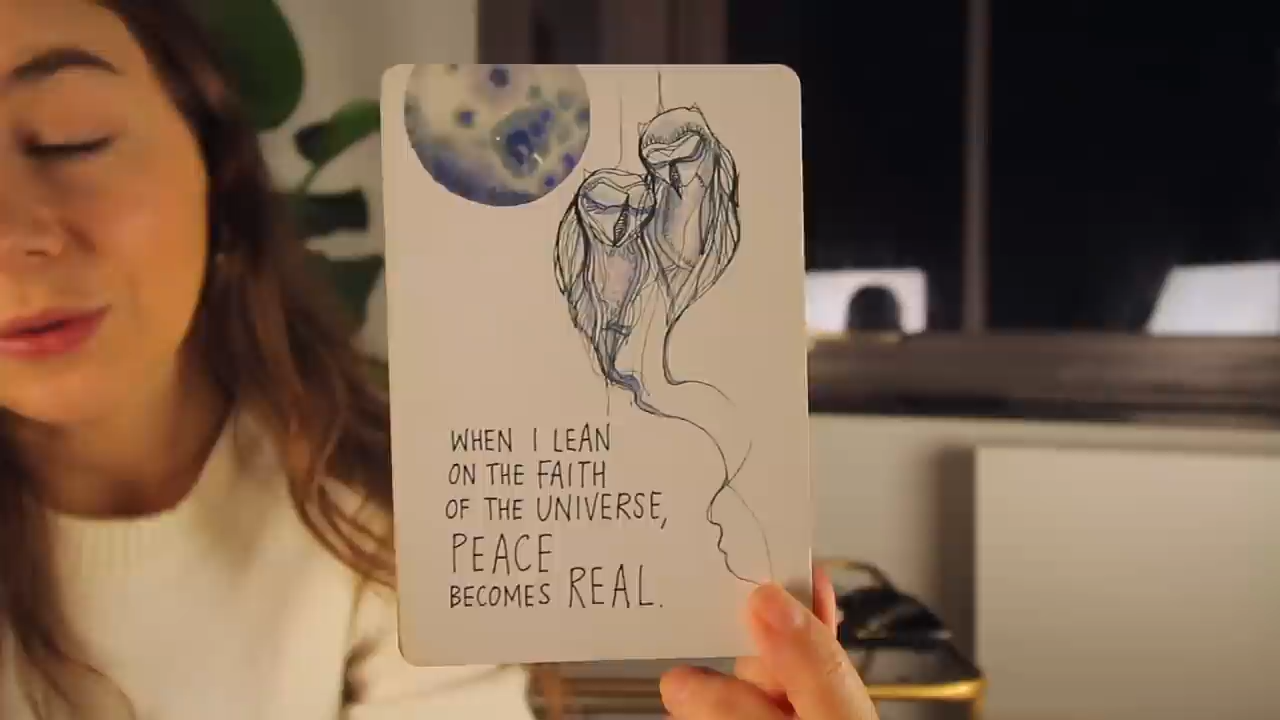 WHEN I LEAN
ON THE FAITH
OF THE UNIVERSE,
PEACE
BECOMES REAL.